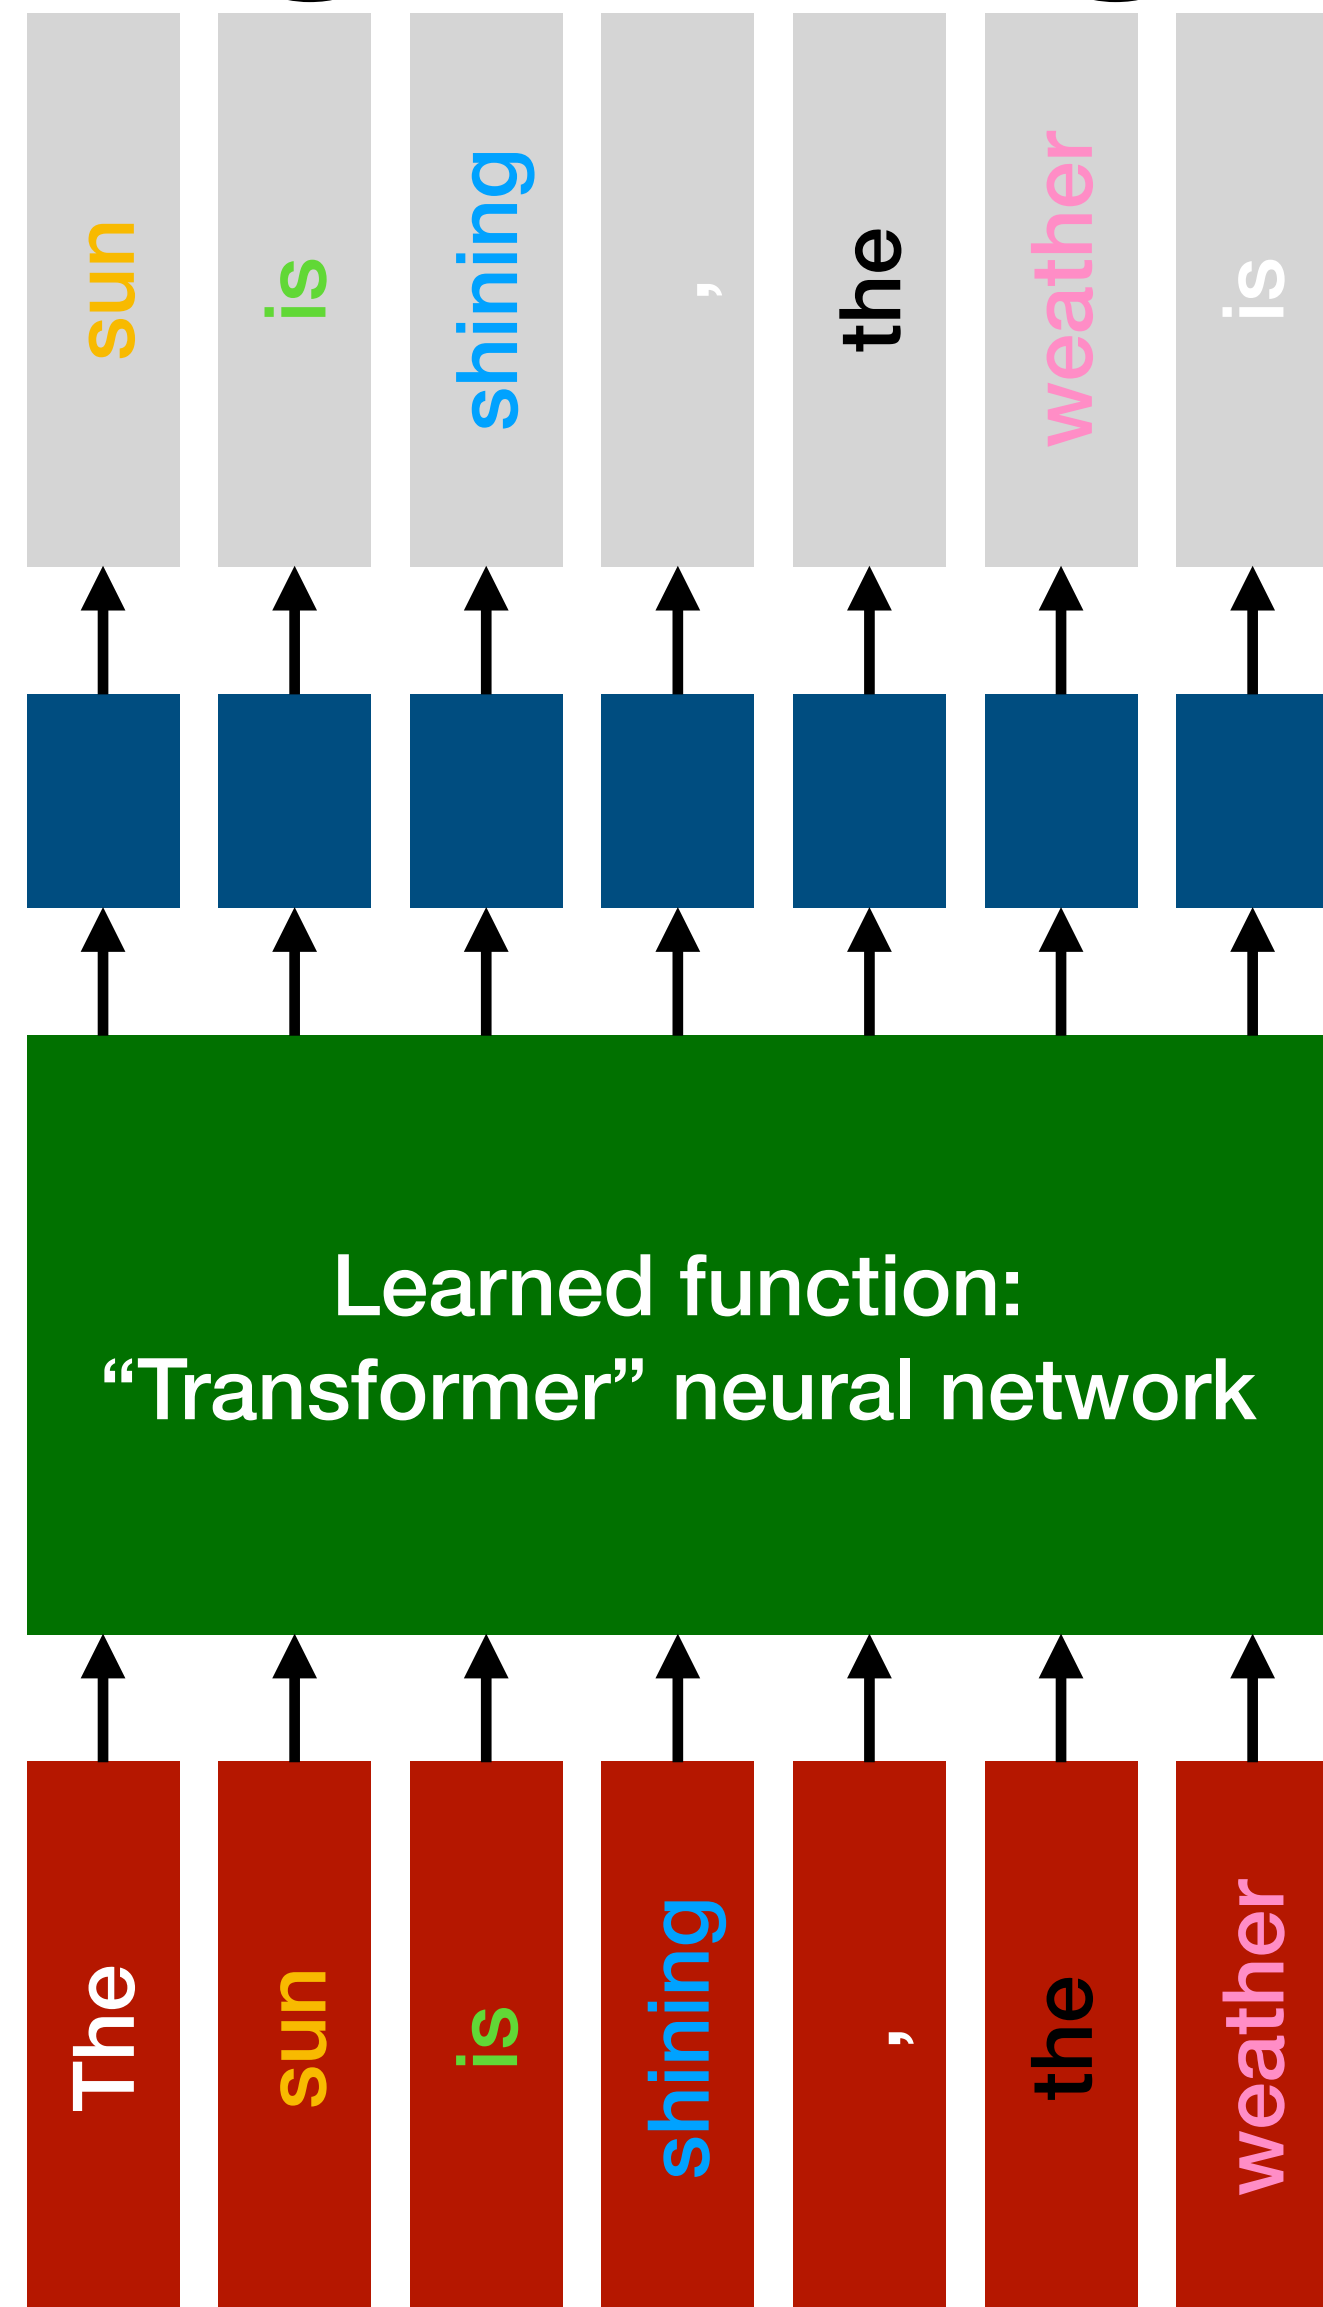 sun
is
shining
,
the
weather
is
Learned function:
“Transformer” neural network
The
sun
is
shining
,
the
weather